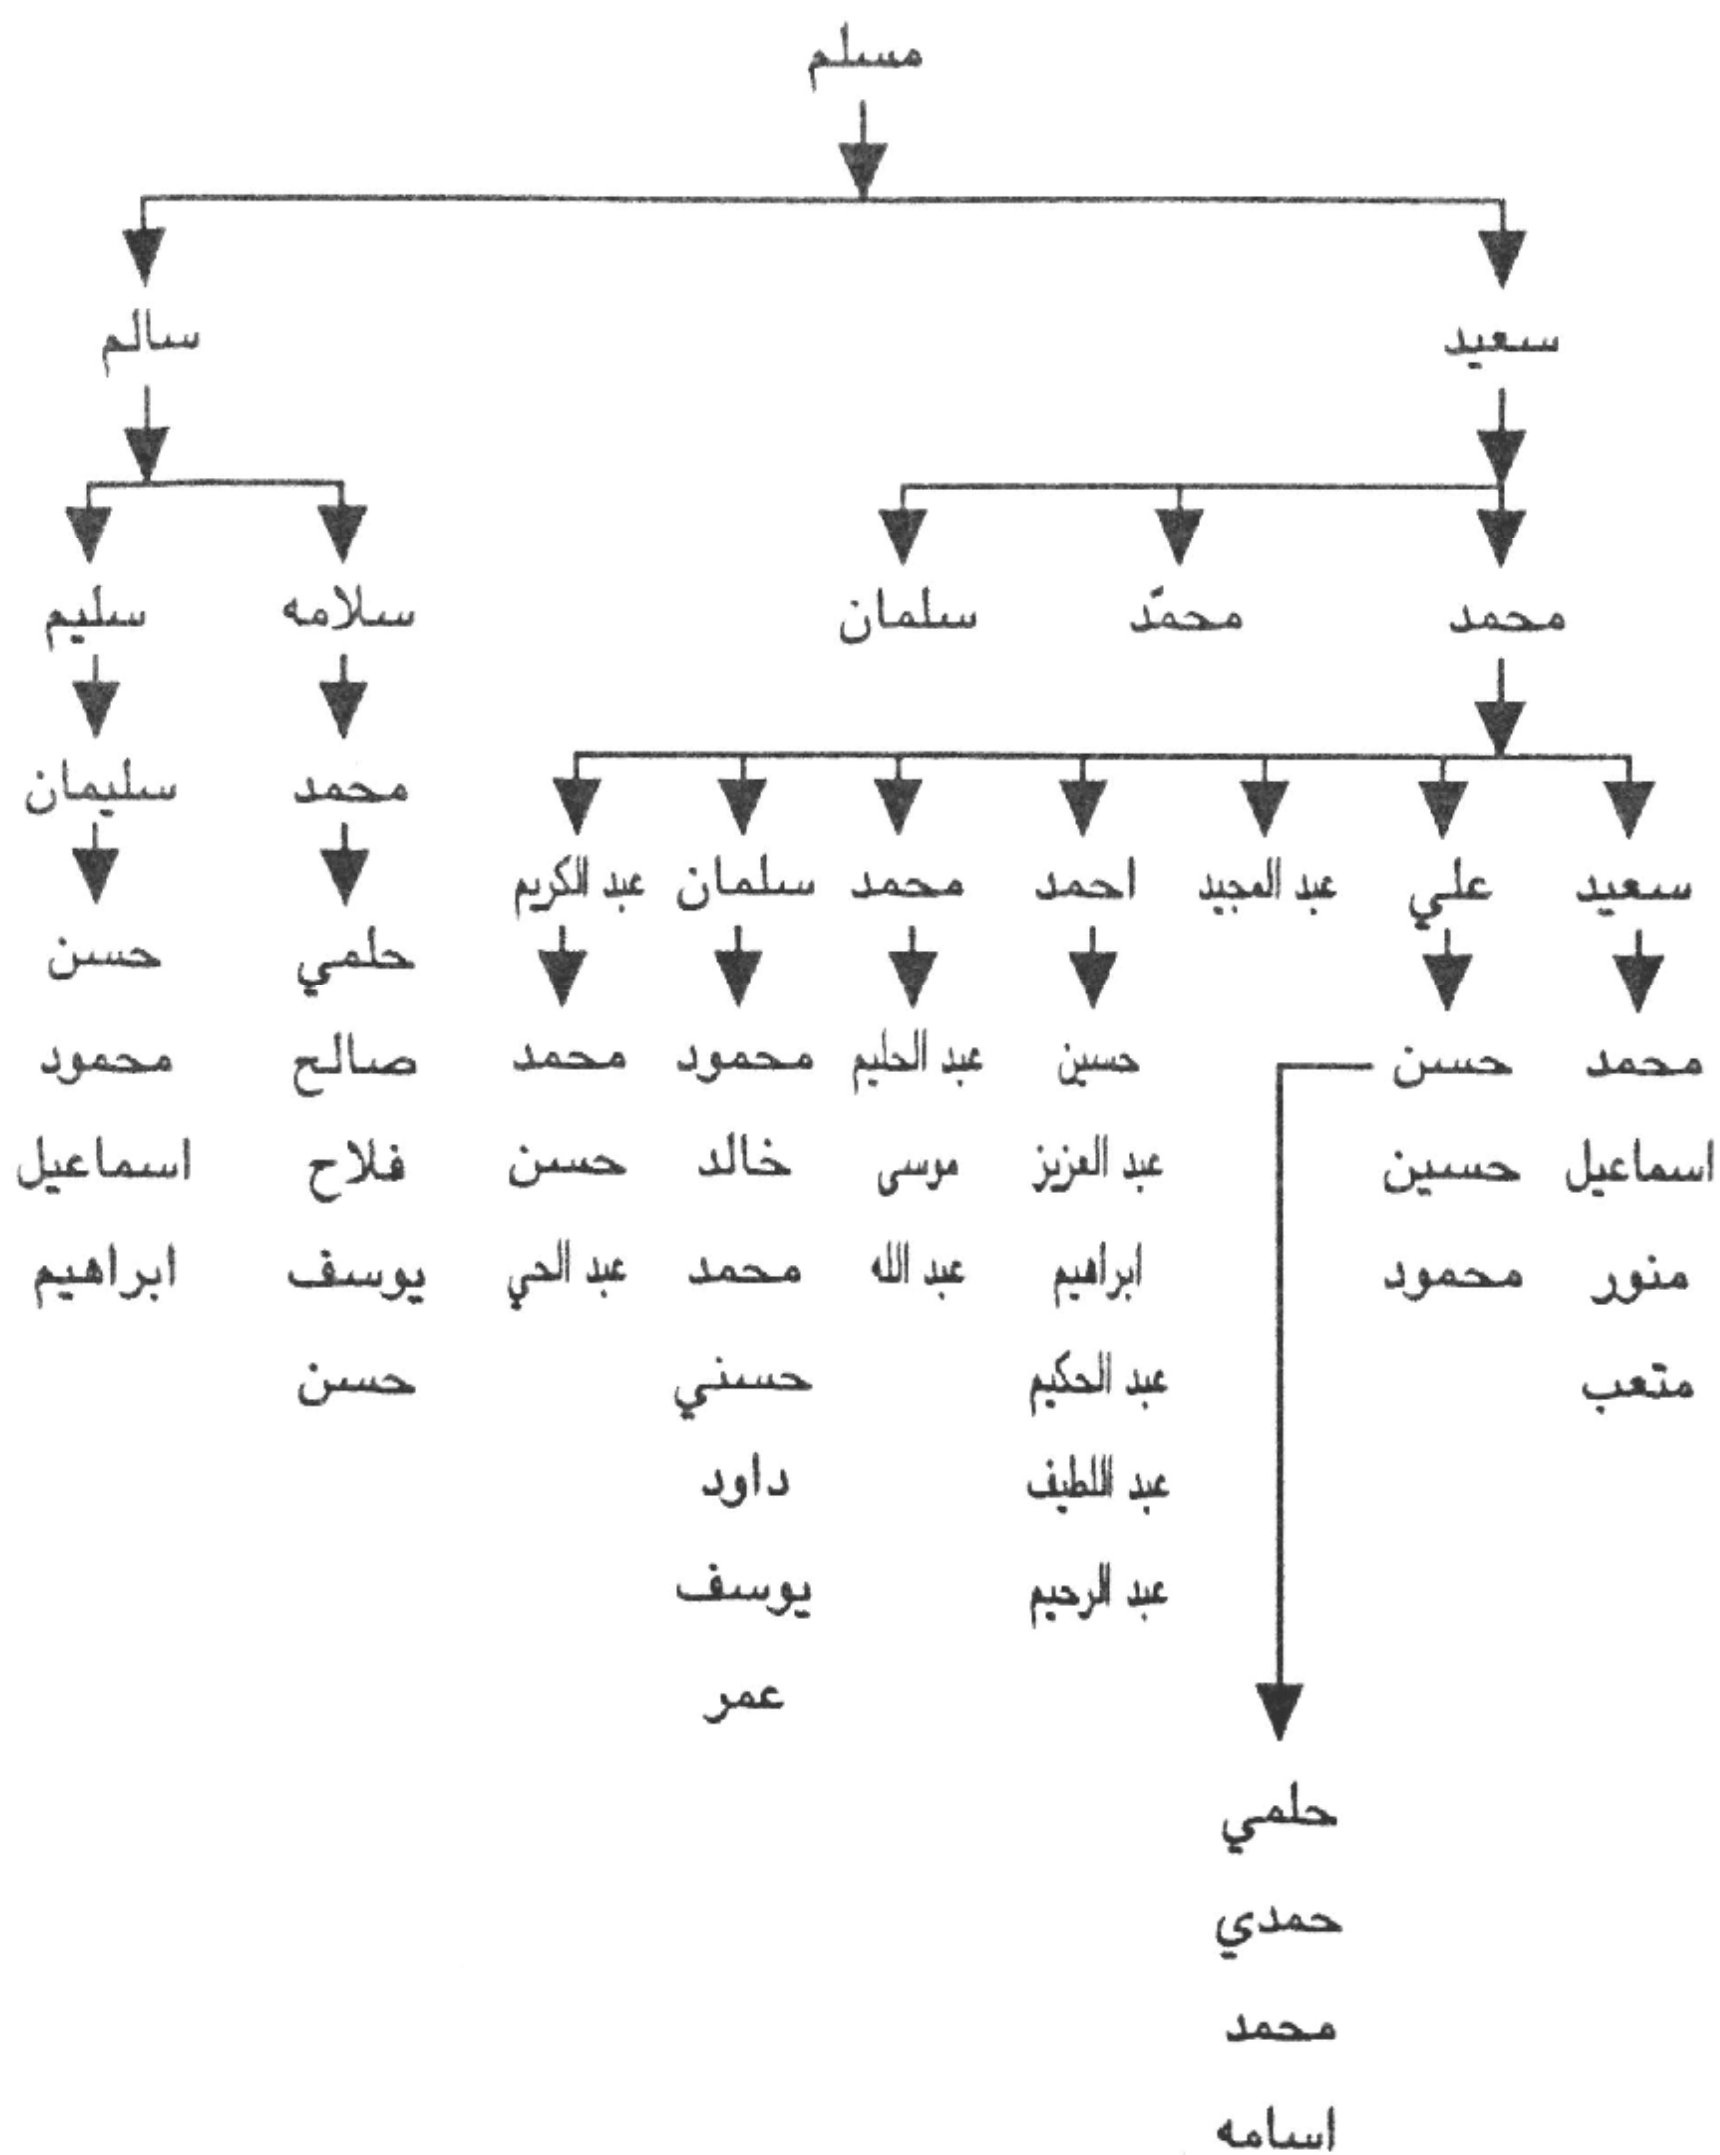 مسلم
سعيد سالم
محمد محمّد سلمان سلامه سليم
محمد سليمان
سعيد علي عبد المجيد احمد محمد سلمان عبد الكريم
حلمي حسن
محمد حسن حسين عبد الحليم محمود محمد صالح محمود
اسماعيل حسين عبد العزيز موسى خالد حسن فلاح اسماعيل
منور محمود ابراهيم عبد الله محمد عبد الحي يوسف ابراهيم
متعب عبد الحكيم حسني حسن
عبد اللطيف داود
عبد الرحيم يوسف
عمر
حلمي
حمدي
محمد
اسامه